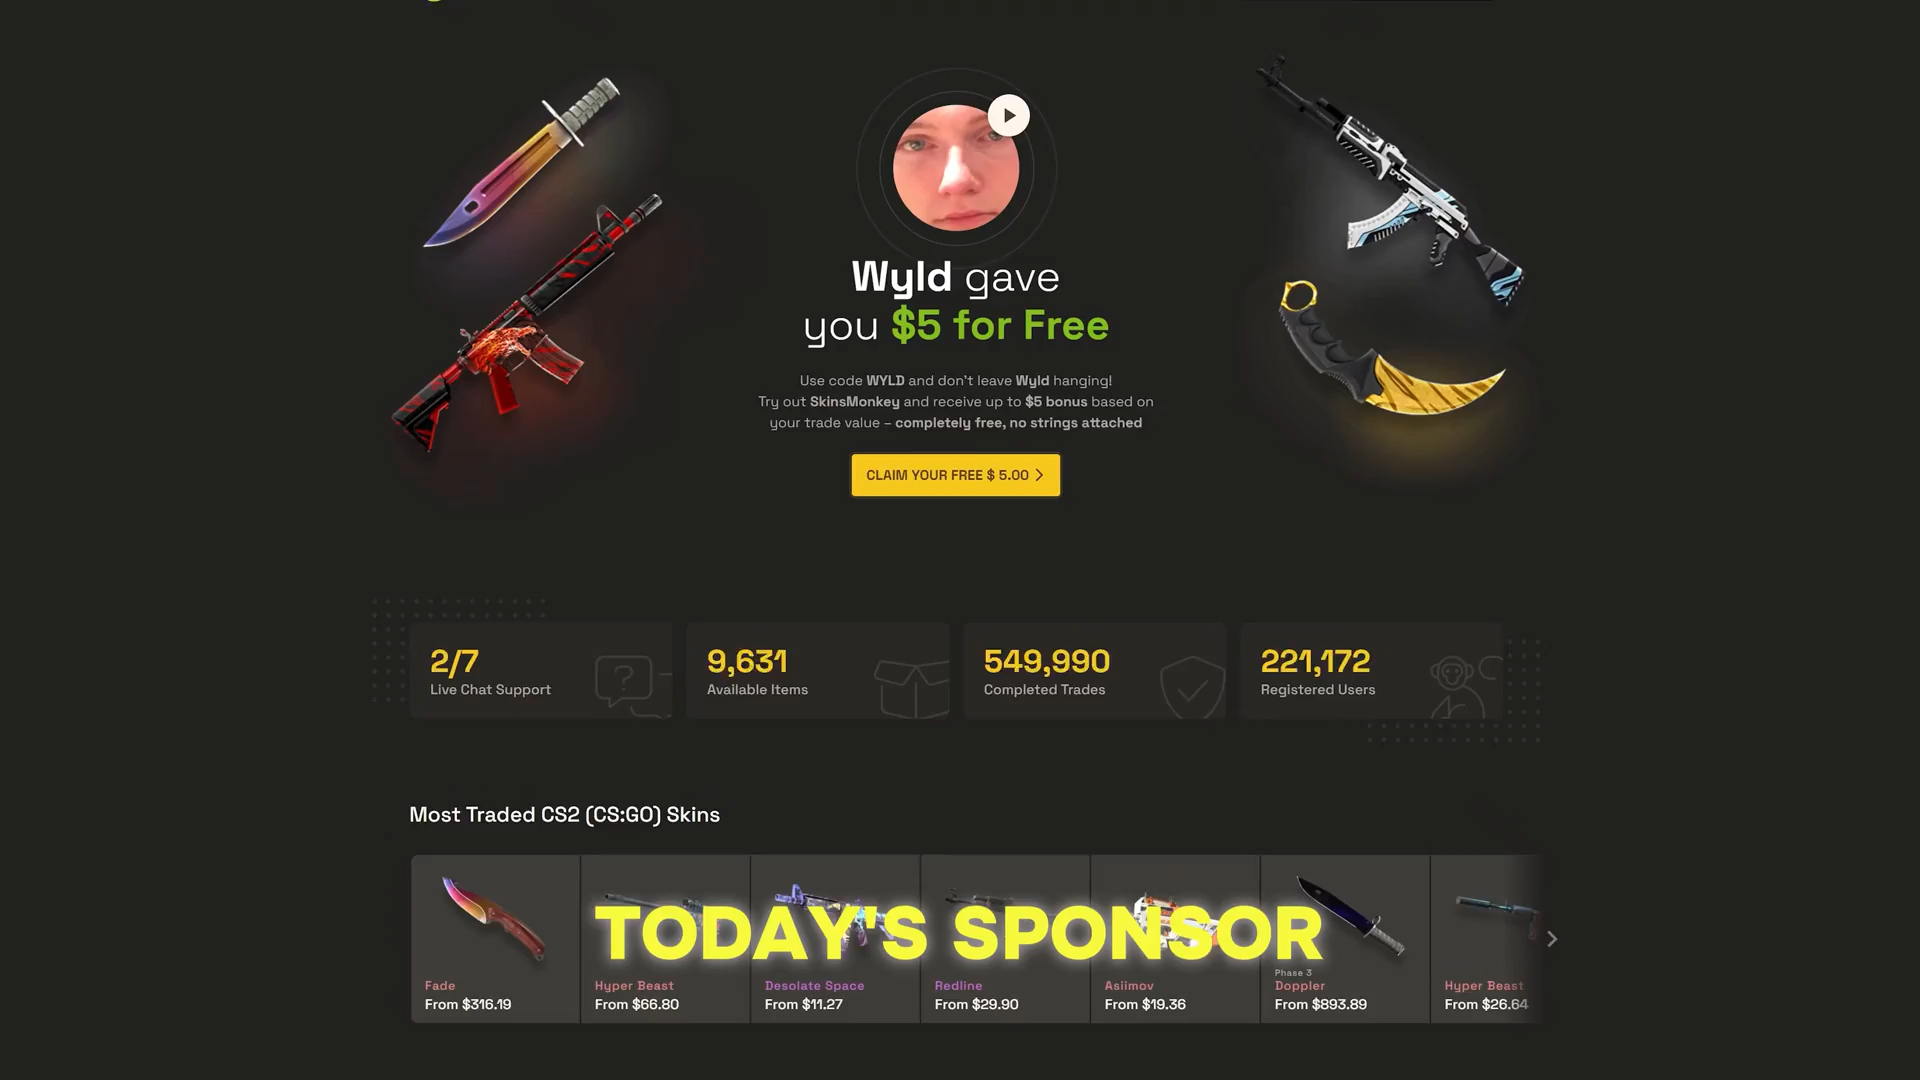 Wyld gave
you $5 for Free
Use code WYLD and don't leave Wyld hanging!
Try out SkinsMonkey and receive up to $5 bonus based on
your trade value – completely free, no strings attached
CLAIM YOUR FREE $ 5.00
2/7
Live Chat Support
9,631
Available Items
549,990
Completed Trades
221,172
Registered Users
Most Traded CS2 (CS:GO) Skins
TODAY'S SPONSOR
Fade
From $316.19
Hyper Beast
From $66.80
Desolate Space
From $11.27
Redline
From $29.90
Asiimov
From $19.36
Phase 3
Doppler
From $893.89
Hyper Beast
From $26.64